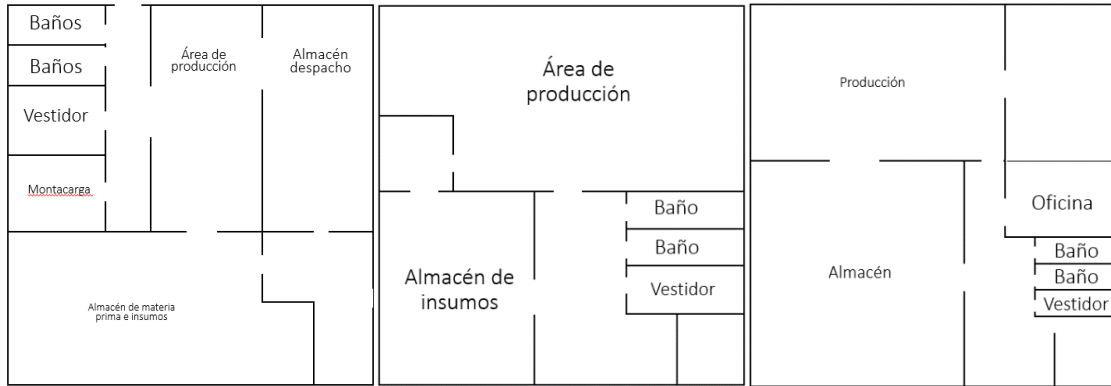 Baños
Baños
Vestidor
Montacarga
Área de
producción
Almacén
despacho
Almacén de materia
prima e insumos
Área de
producción
Almacén de
insumos
Baño
Baño
Vestidor
Producción
Almacén
Oficina
Baño
Baño
Vestidor